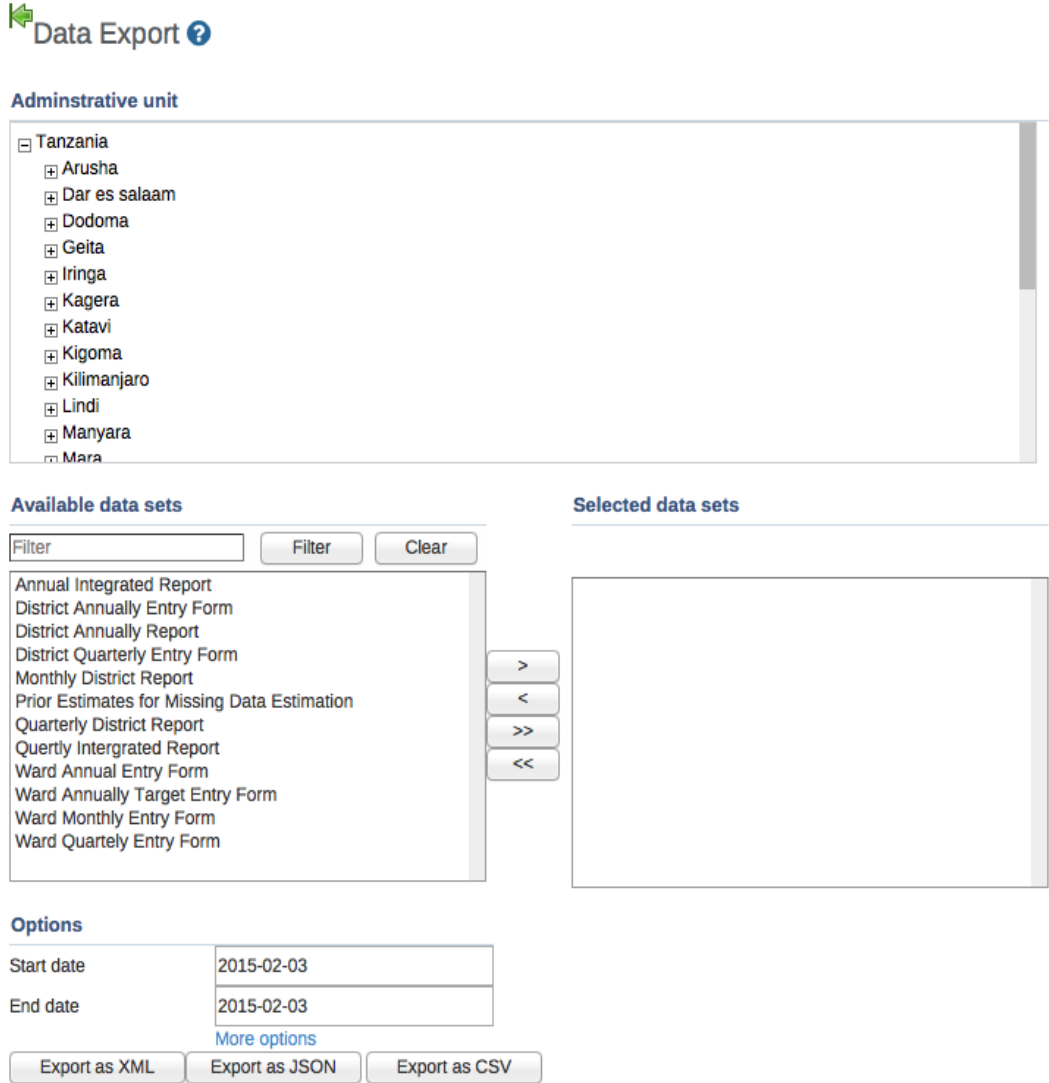 Data Export ?
Adminstrative unit
Tanzania
Arusha
Dar es salaam
Dodoma
Geita
Iringa
Kagera
Katavi
Kigoma
Kilimanjaro
Lindi
Manyara
Mara
Available data sets
Selected data sets
Filter Filter Clear
Annual Integrated Report
District Annually Entry Form
District Annually Report
District Quarterly Entry Form
Monthly District Report
Prior Estimates for Missing Data Estimation
Quarterly District Report
Quertly Intergrated Report
Ward Annual Entry Form
Ward Annually Target Entry Form
Ward Monthly Entry Form
Ward Quartely Entry Form
>
<
>>
<<
Options
Start date 2015-02-03
End date 2015-02-03
More options
Export as XML Export as JSON Export as CSV